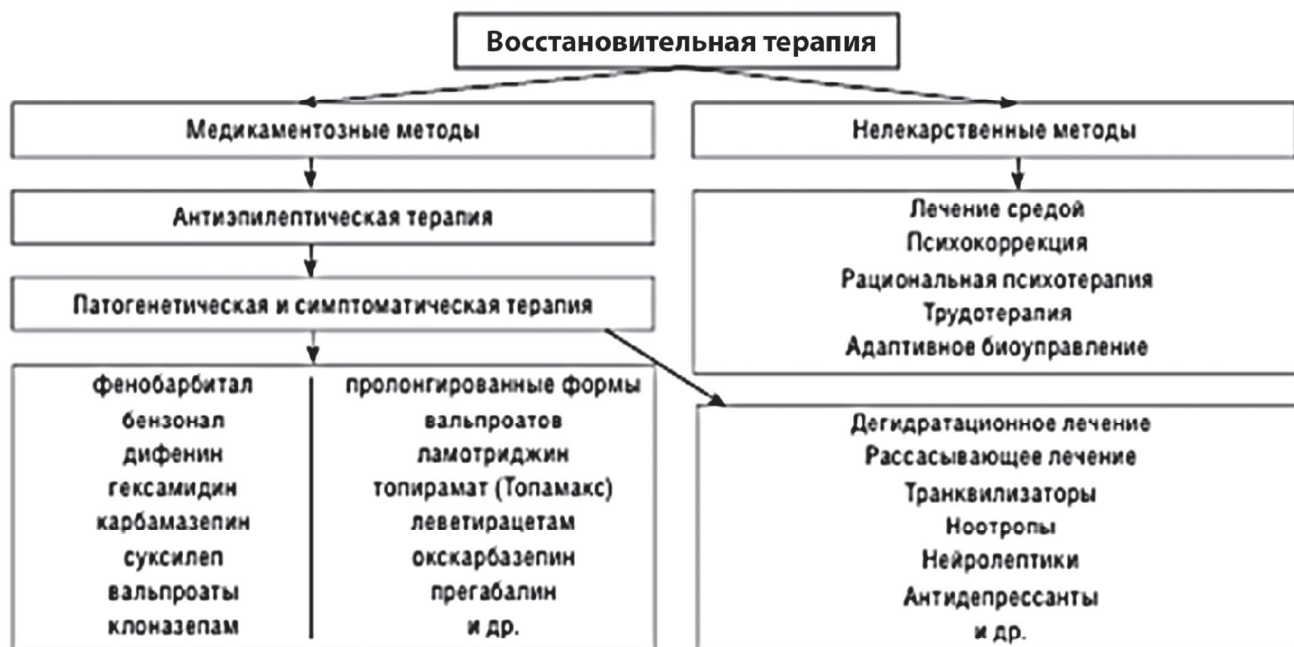 Восстановительная терапия
Медикаментозные методы
Антиэпилептическая терапия
Патогенетическая и симптоматическая терапия
фенобарбитал
бензонал
дифенин
гексамидин
карбамазепин
суксилеп
вальпроаты
клоназепам
пролонгированные формы
вальпроатов
ламотриджин
топирамат (Топамакс)
леветирацетам
окскарбазепин
прегабалин
и др.
Нелекарственные методы
Лечение средой
Психокоррекция
Рациональная психотерапия
Трудотерапия
Адаптивное биоуправление
Дегидратационное лечение
Рассасывающее лечение
Транквилизаторы
Ноотропы
Нейролептики
Антидепрессанты
и др.